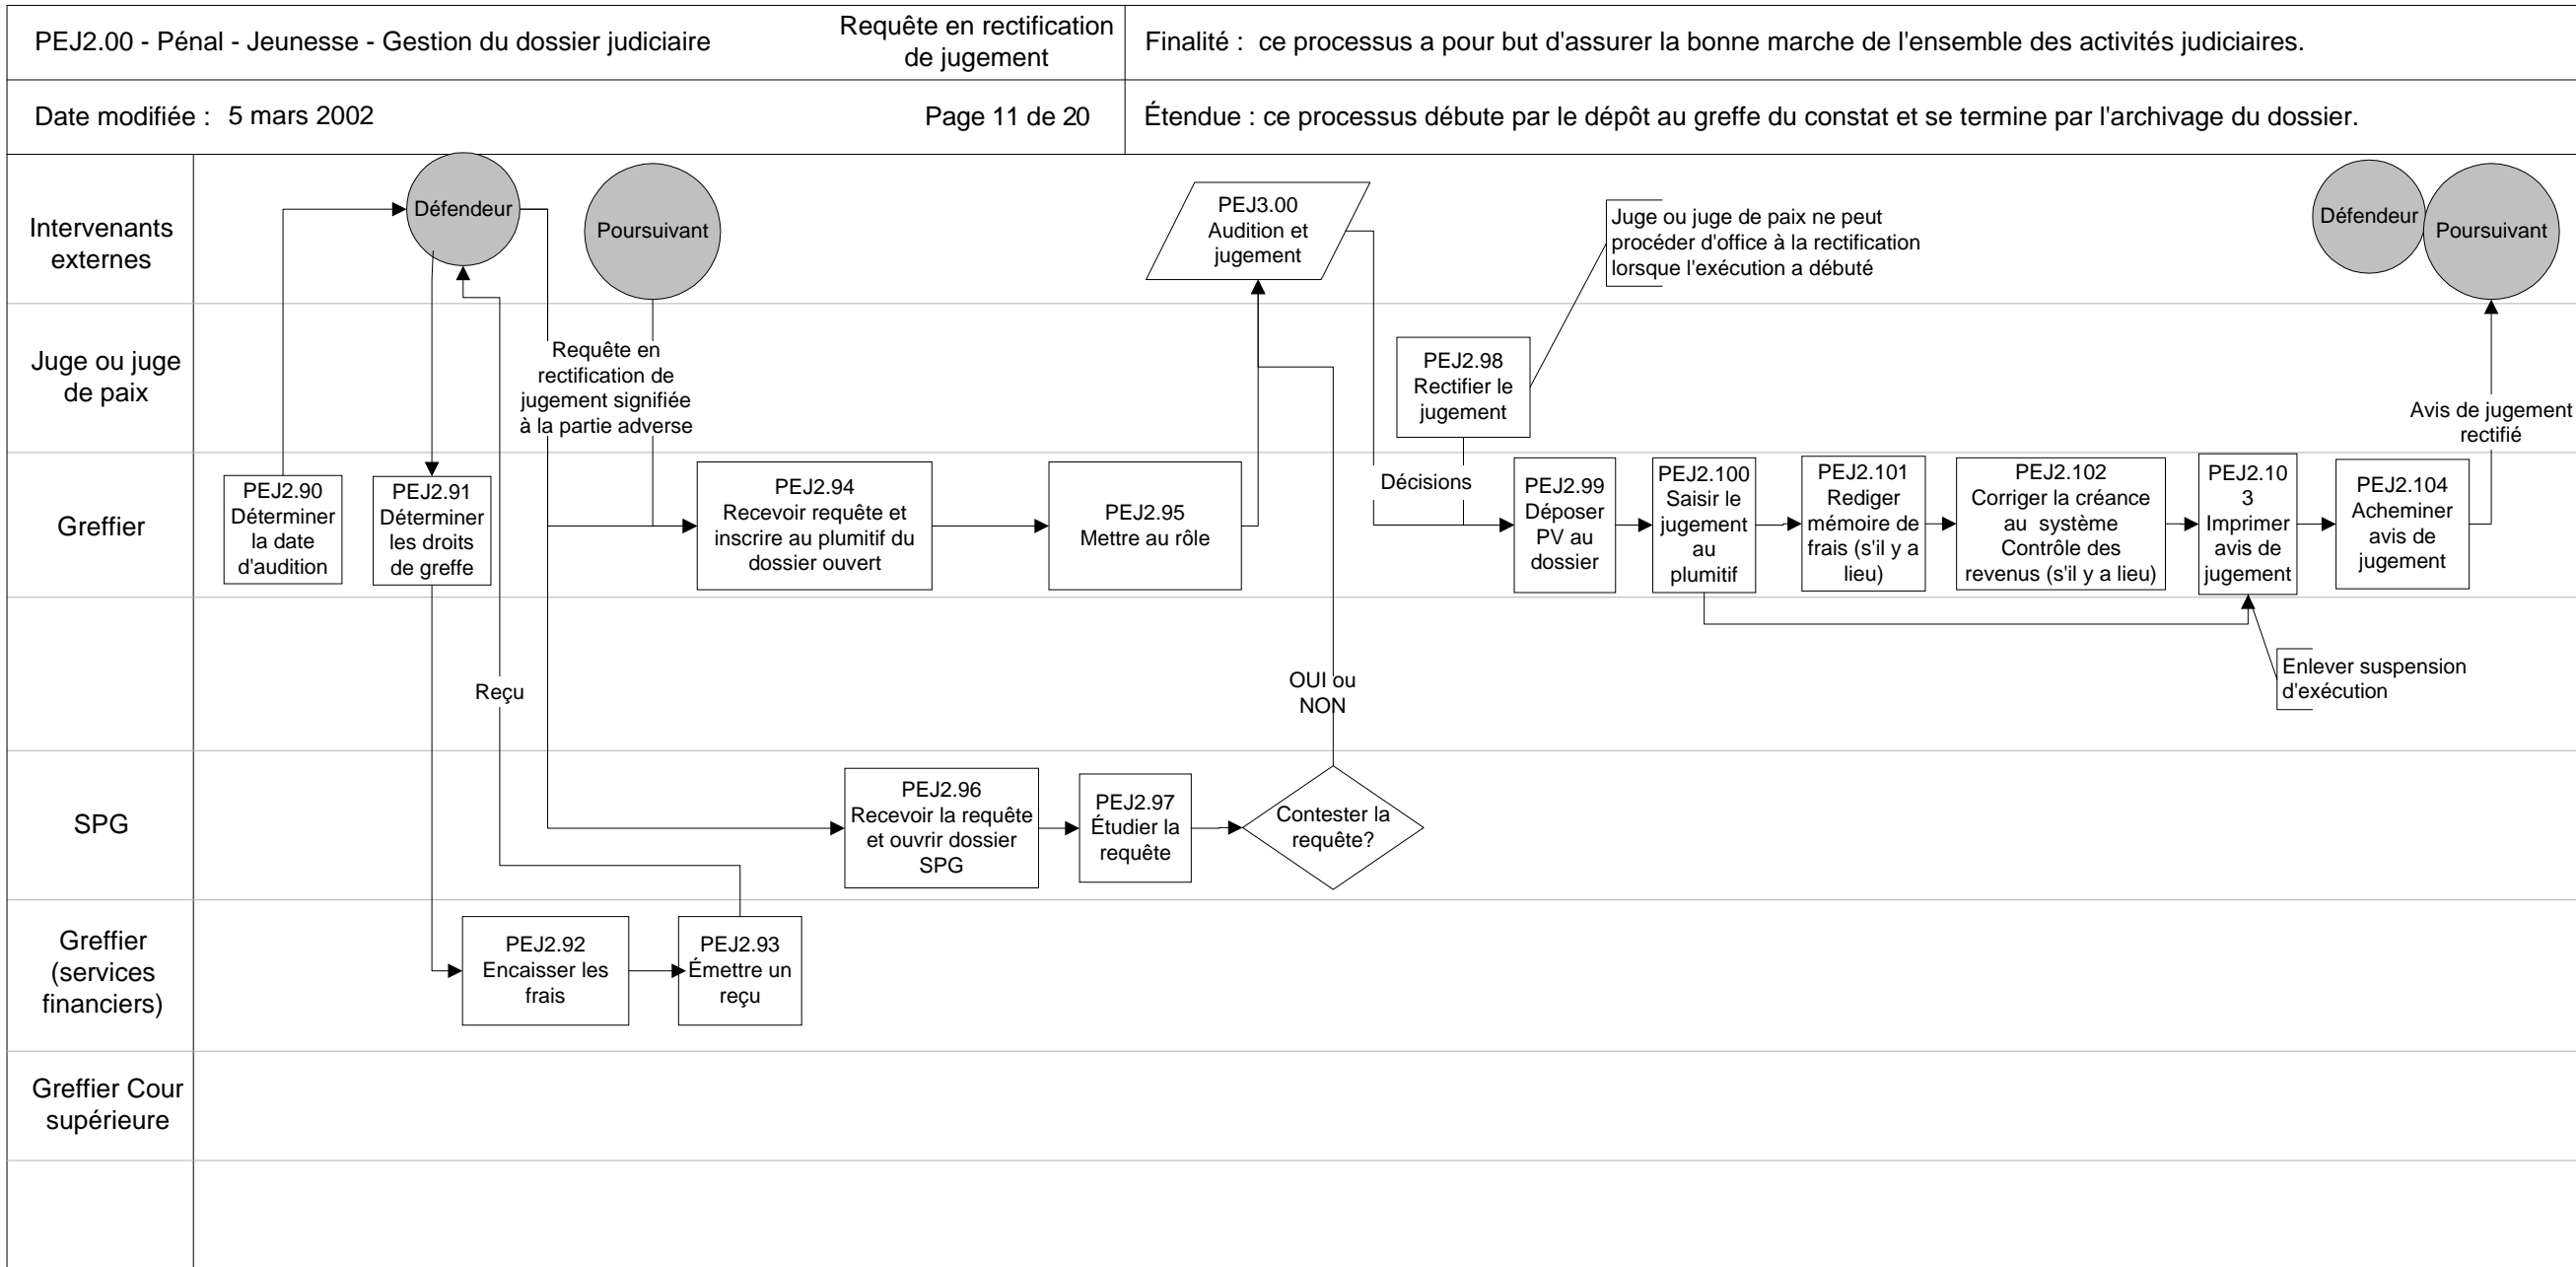 PEJ2.00 - Pénal - Jeunesse - Gestion du dossier judiciaire
Requête en rectification
de jugement
Finalité : ce processus a pour but d'assurer la bonne marche de l'ensemble des activités judiciaires.
Date modifiée : 5 mars 2002
Page 11 de 20
Étendue : ce processus débute par le dépôt au greffe du constat et se termine par l'archivage du dossier.
Intervenants
externes
Défendeur
Poursuivant
PEJ3.00
Audition et
jugement
Juge ou juge de paix ne peut
procéder d'office à la rectification
lorsque l'exécution a débuté
Défendeur
Poursuivant
Juge ou juge
de paix
Requête en
rectification de
jugement signifiée
à la partie adverse
PEJ2.98
Rectifier le
jugement
Avis de jugement
rectifié
Greffier
PEJ2.90
Déterminer
la date
d'audition
PEJ2.91
Déterminer
les droits
de greffe
PEJ2.94
Recevoir requête et
inscrire au plumitif du
dossier ouvert
PEJ2.95
Mettre au rôle
Décisions
PEJ2.99
Déposer
PV au
dossier
PEJ2.100
Saisir le
jugement
au
plumitif
PEJ2.101
Rediger
mémoire de
frais (s'il y a
lieu)
PEJ2.102
Corriger la créance
au système
Contrôle des
revenus (s'il y a lieu)
PEJ2.10
3
Imprimer
avis de
jugement
PEJ2.104
Acheminer
avis de
jugement
Reçu
OUI ou
NON
Enlever suspension
d'exécution
SPG
PEJ2.96
Recevoir la requête
et ouvrir dossier
SPG
PEJ2.97
Étudier la
requête
Contester la
requête?
Greffier
(services
financiers)
PEJ2.92
Encaisser les
frais
PEJ2.93
Émettre un
reçu
Greffier Cour
supérieure